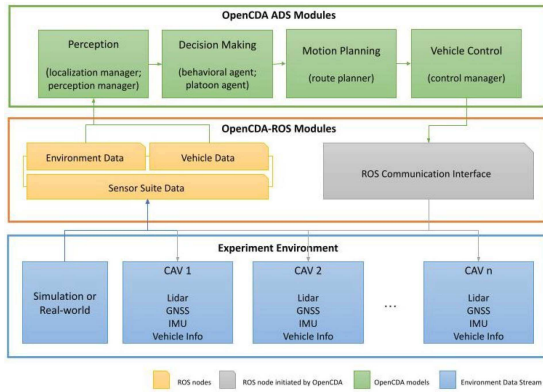 OpenCDA ADS Modules
Perception
(localization manager;
perception manager)
Decision Making
(behavioral agent;
platoon agent)
Motion Planning
(route planner)
Vehicle Control
(control manager)
OpenCDA-ROS Modules
Environment Data
Vehicle Data
Sensor Suite Data
ROS Communication Interface
Experiment Environment
Simulation or
Real-world
CAV 1
Lidar
GNSS
IMU
Vehicle Info
CAV 2
Lidar
GNSS
IMU
Vehicle Info
...
CAV n
Lidar
GNSS
IMU
Vehicle Info
ROS nodes
ROS node initiated by OpenCDA
OpenCDA models
Environment Data Stream